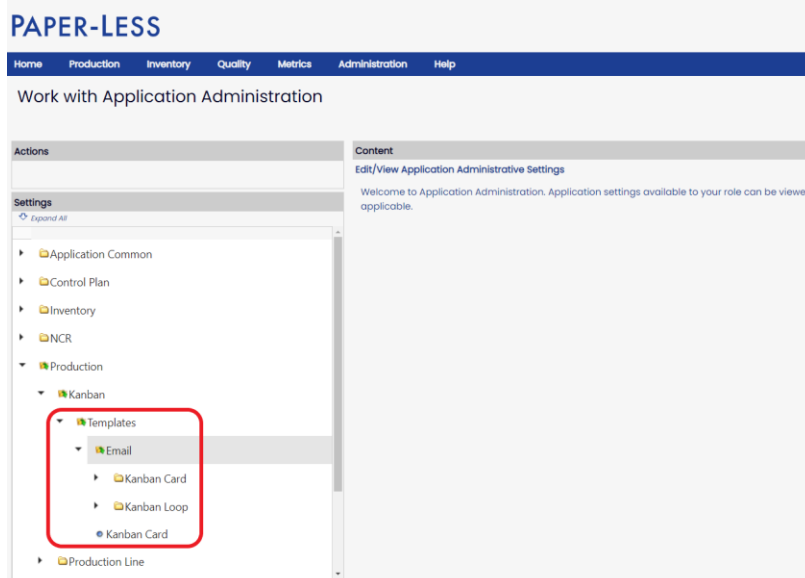 PAPER-LESS
Home Production Inventory Quality Metrics Administration Help
Work with Application Administration
Actions
Settings
Expand All
Application Common
Control Plan
Inventory
NCR
Production
Kanban
Templates
Email
Kanban Card
Kanban Loop
Kanban Card
Production Line
Content
Edit/View Application Administrative Settings
Welcome to Application Administration. Application settings available to your role can be viewe
applicable.